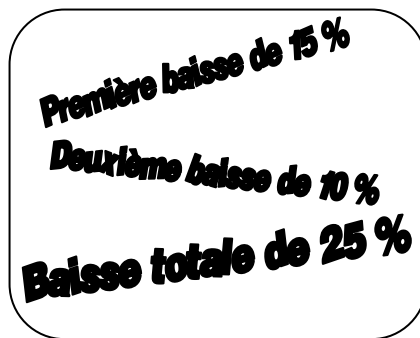 Première baisse de 15 %
Deuxième baisse de 10 %
Baisse totale de 25 %